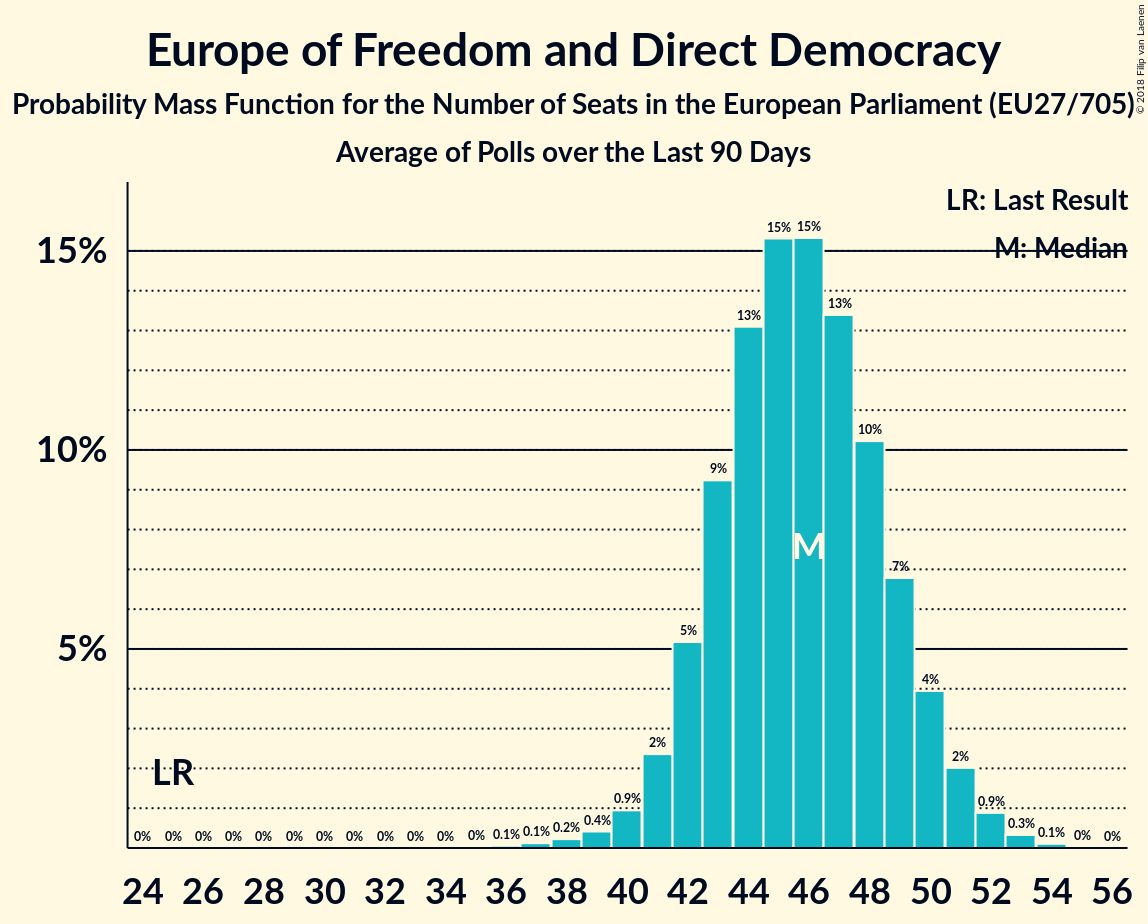 Europe of Freedom and Direct Democracy
Probability Mass Function for the Number of Seats in the European Parliament (EU27/705)
Average of Polls over the Last 90 Days
© 2018 Filip van Laenen
LR: Last Result
M: Median
15%
10%
5%
0% 0% 0% 0% 0% 0% 0% 0% 0% 0% 0% 0% 0.1% 0.1% 0.2% 0.4% 0.9% 2% 5% 9% 13% 15% 15% 13% 10% 7% 4% 2% 0.9% 0.3% 0.1% 0% 0%
M
LR
24 26 28 30 32 34 36 38 40 42 44 46 48 50 52 54 56